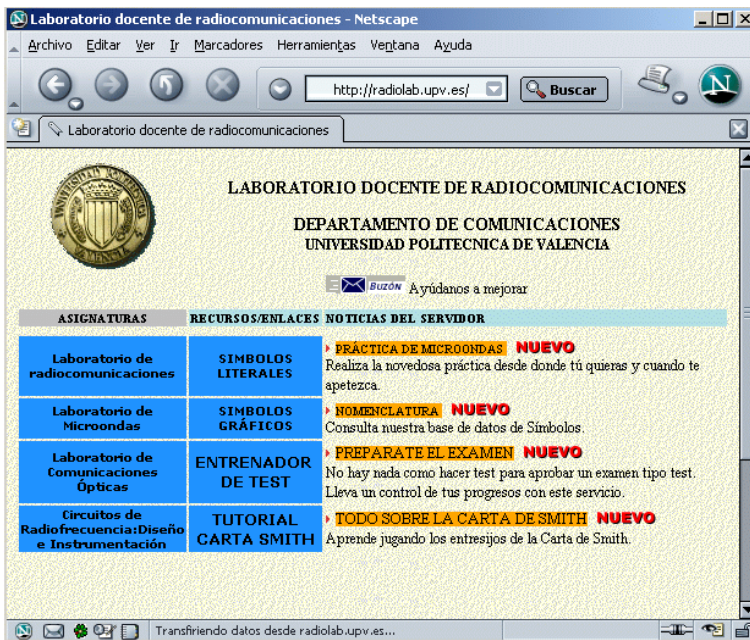 Laboratorio docente de radiocomunicaciones - Netscape
Archivo Editar Ver Ir Marcadores Herramientas Ventana Ayuda
http://radiolab.upv.es/ Buscar
N
Laboratorio docente de radiocomunicaciones
UNIVERSIDAD POLITECNICA
VALENCIA
LABORATORIO DOCENTE DE RADIOCOMUNICACIONES
DEPARTAMENTO DE COMUNICACIONES
UNIVERSIDAD POLITECNICA DE VALENCIA
BUZÓN Ayúdanos a mejorar
ASIGNATURAS RECURSOS/ENLACES NOTICIAS DEL SERVIDOR
Laboratorio de
radiocomunicaciones
SIMBOLOS
LITERALES
PRÁCTICA DE MICROONDAS NUEVO
Realiza la novedosa práctica desde donde tú quieras y cuando te
apetezca.
Laboratorio de
Microondas
SIMBOLOS
GRÁFICOS
NOMENCLATURA NUEVO
Consulta nuestra base de datos de Símbolos.
Laboratorio de
Comunicaciones
Ópticas
ENTRENADOR
DE TEST
PREPARATE EL EXAMEN NUEVO
No hay nada como hacer test para aprobar un examen tipo test.
Lleva un control de tus progresos con este servicio.
Circuitos de
Radiofrecuencia:Diseño
e Instrumentación
TUTORIAL
CARTA SMITH
TODO SOBRE LA CARTA DE SMITH NUEVO
Aprende jugando los entresijos de la Carta de Smith.
Transfiriendo datos desde radiolab.upv.es...